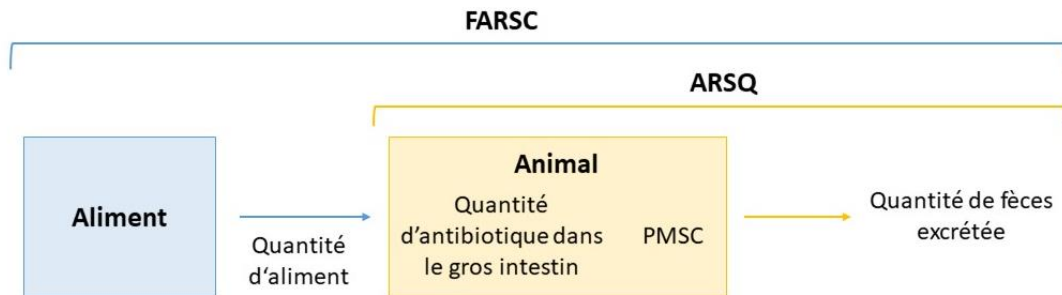 FARSC
ARSQ
Aliment
Quantité
d‘aliment
Animal
Quantité
d’antibiotique dans
le gros intestin
PMSC
Quantité de fèces
excrétée